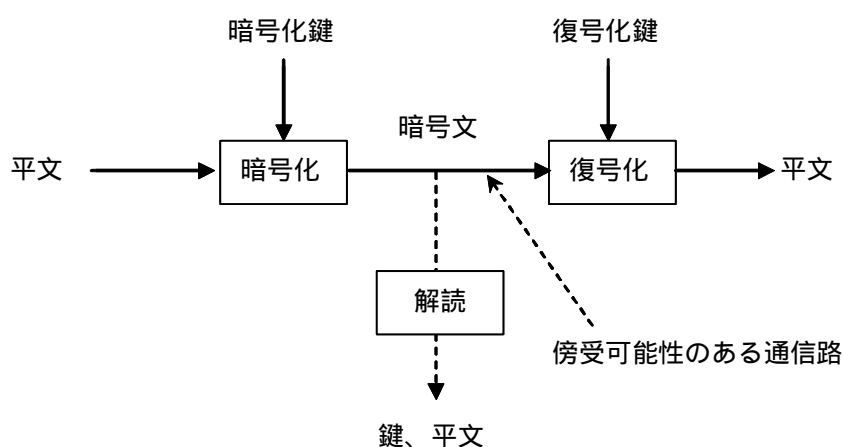 暗号化鍵
復号化鍵
暗号文
平文
暗号化
復号化
平文
解読
傍受可能性のある通信路
鍵、平文